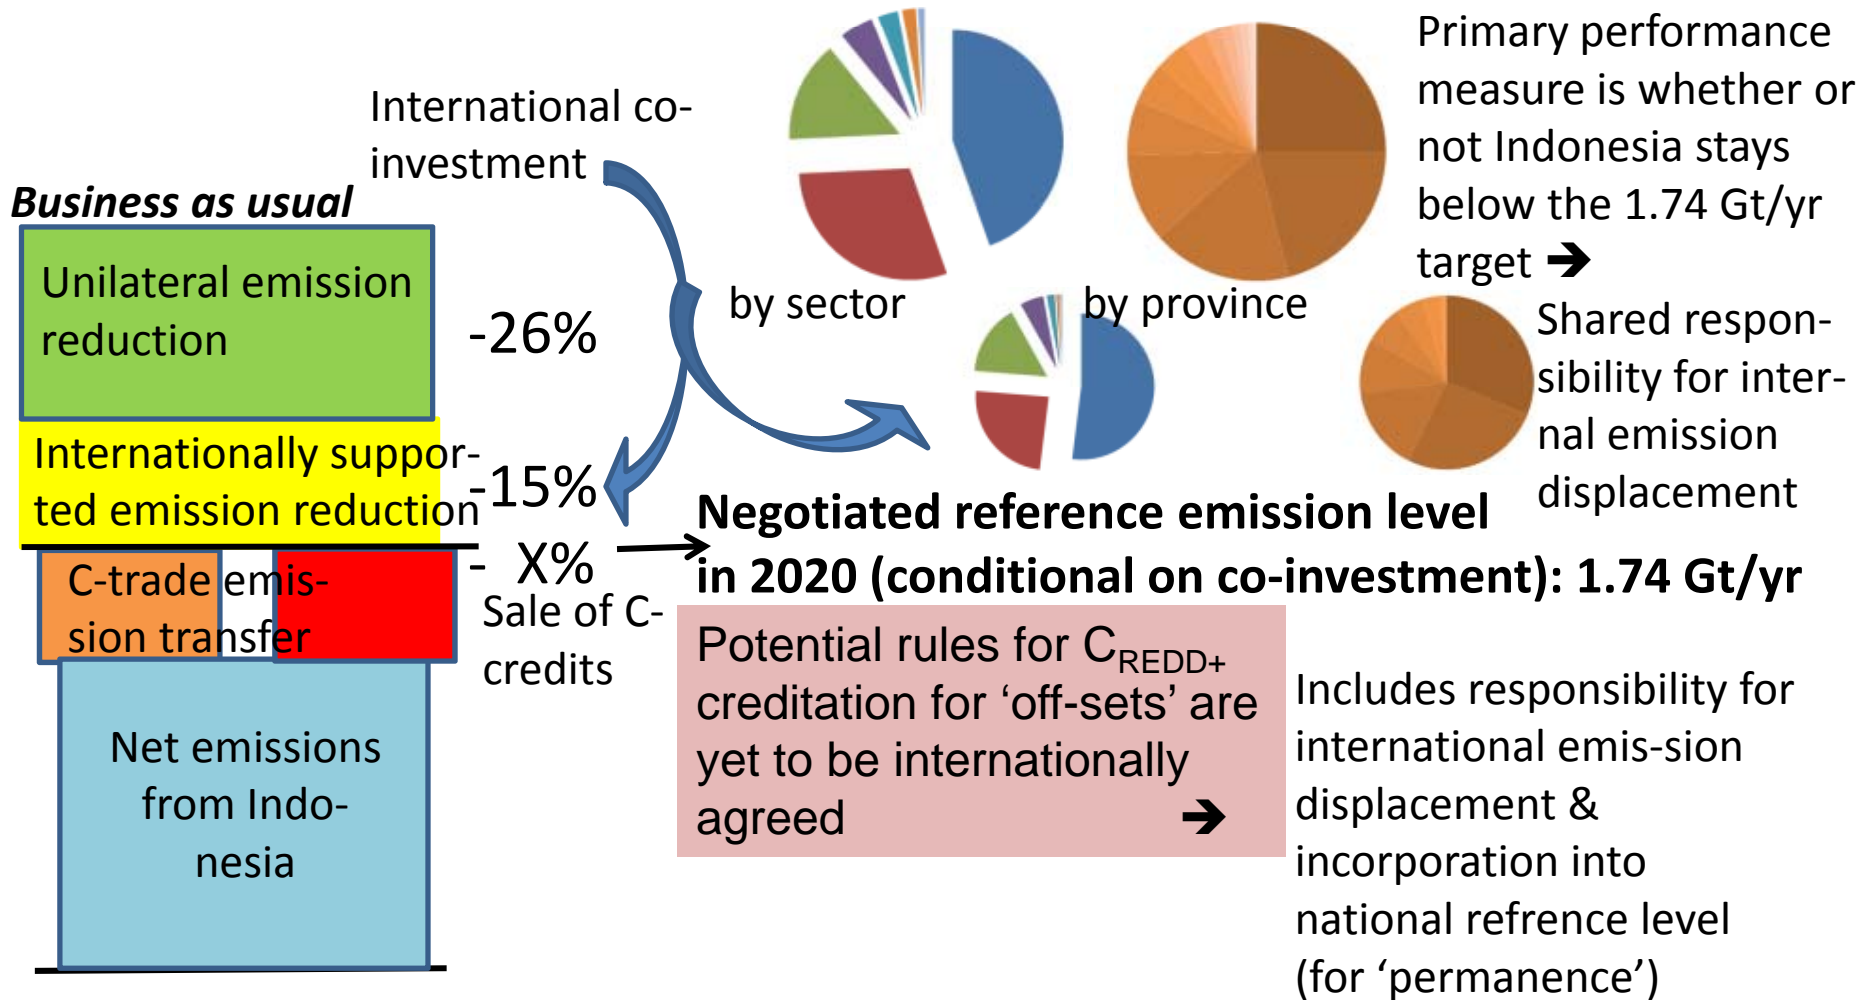 Business as usual
Unilateral emission
reduction
-26%
Internationally suppor-
ted emission reduction
-15%
- X%
C-trade emis-
sion transfer
Sale of C-
credits
Net emissions
from Indo-
nesia
International co-
investment
by sector
by province
Primary performance
measure is whether or
not Indonesia stays
below the 1.74 Gt/yr
target ➔
Shared respon-
sibility for inter-
nal emission
displacement
Negotiated reference emission level
in 2020 (conditional on co-investment): 1.74 Gt/yr
Potential rules for CREDD+
creditation for ‘off-sets’ are
yet to be internationally
agreed ➔
Includes responsibility for
international emis-sion
displacement &
incorporation into
national refrence level
(for ‘permanence’)